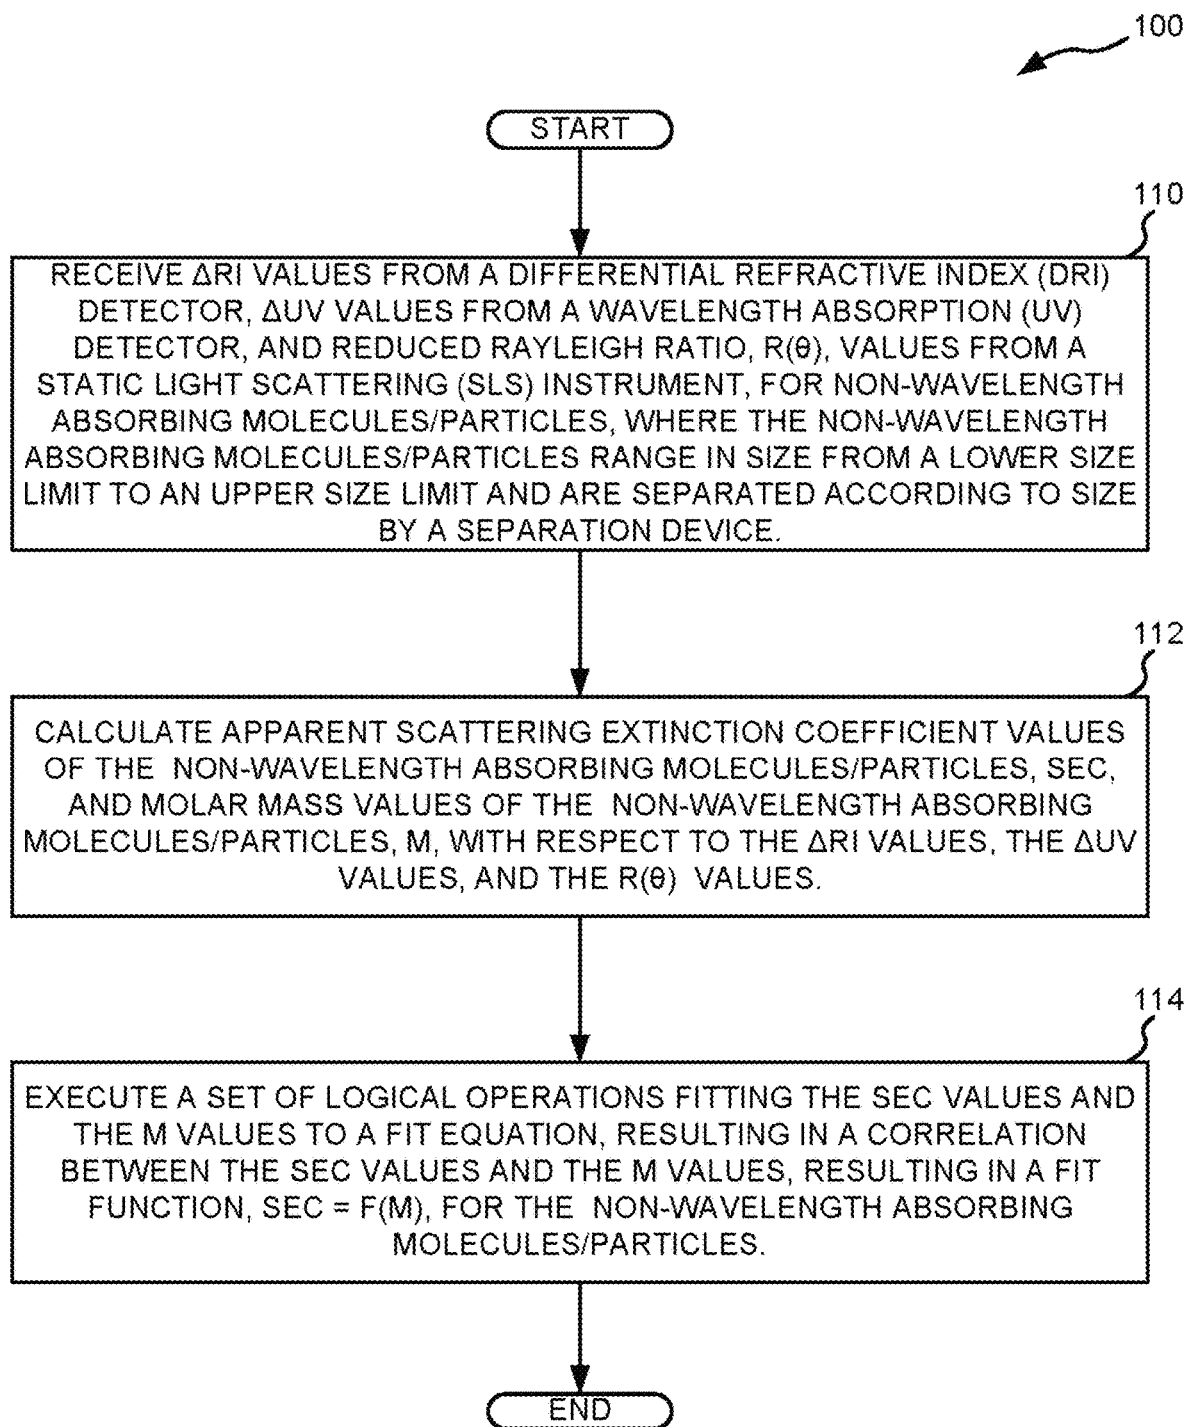 100
START
110
RECEIVE ΔRI VALUES FROM A DIFFERENTIAL REFRACTIVE INDEX (DRI)
DETECTOR, ΔUV VALUES FROM A WAVELENGTH ABSORPTION (UV)
DETECTOR, AND REDUCED RAYLEIGH RATIO, R(θ), VALUES FROM A
STATIC LIGHT SCATTERING (SLS) INSTRUMENT, FOR NON-WAVELENGTH
ABSORBING MOLECULES/PARTICLES, WHERE THE NON-WAVELENGTH
ABSORBING MOLECULES/PARTICLES RANGE IN SIZE FROM A LOWER SIZE
LIMIT TO AN UPPER SIZE LIMIT AND ARE SEPARATED ACCORDING TO SIZE
BY A SEPARATION DEVICE.
112
CALCULATE APPARENT SCATTERING EXTINCTION COEFFICIENT VALUES
OF THE NON-WAVELENGTH ABSORBING MOLECULES/PARTICLES, SEC,
AND MOLAR MASS VALUES OF THE NON-WAVELENGTH ABSORBING
MOLECULES/PARTICLES, M, WITH RESPECT TO THE ΔRI VALUES, THE ΔUV
VALUES, AND THE R(θ) VALUES.
114
EXECUTE A SET OF LOGICAL OPERATIONS FITTING THE SEC VALUES AND
THE M VALUES TO A FIT EQUATION, RESULTING IN A CORRELATION
BETWEEN THE SEC VALUES AND THE M VALUES, RESULTING IN A FIT
FUNCTION, SEC = F(M), FOR THE NON-WAVELENGTH ABSORBING
MOLECULES/PARTICLES.
END